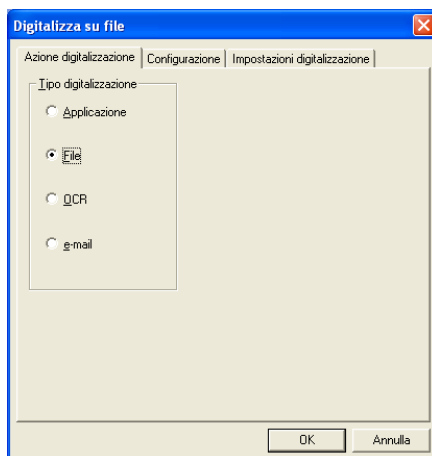 Digitalizza su file
Azione digitalizzazione Configurazione Impostazioni digitalizzazione
Tipo digitalizzazione
Applicazione
File
OCR
e-mail
OK Annulla